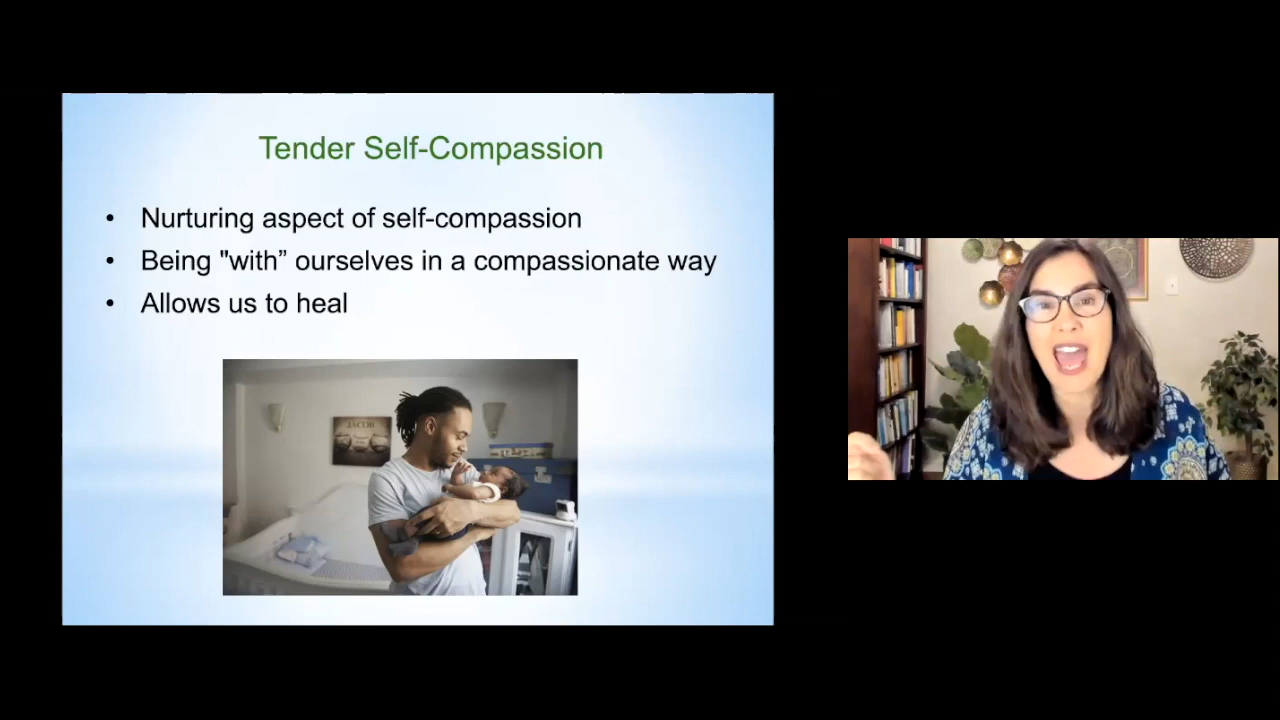 Tender Self-Compassion
• Nurturing aspect of self-compassion
• Being "with” ourselves in a compassionate way
• Allows us to heal
JACOB